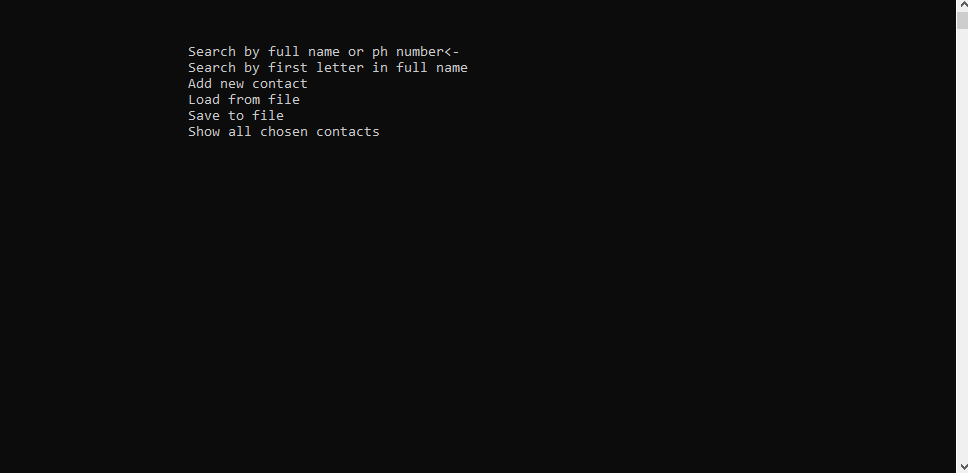 Search by full name or ph number<-
Search by first letter in full name
Add new contact
Load from file
Save to file
Show all chosen contacts